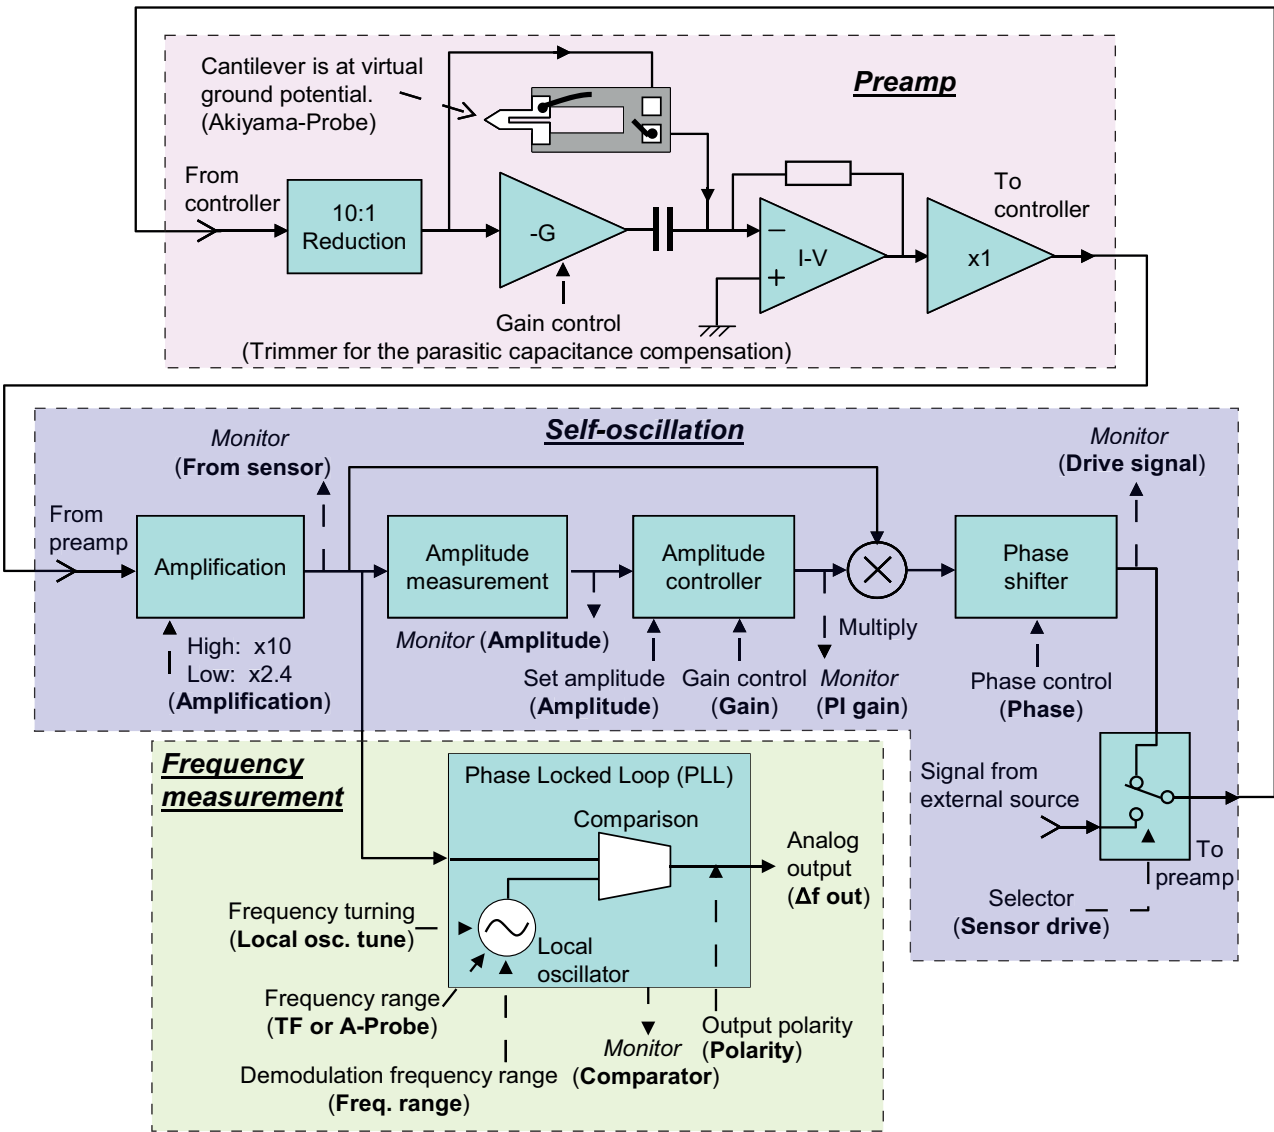 Cantilever is at virtual
ground potential.
(Akiyama-Probe)
Preamp
From
controller
10:1
Reduction
-G
−
+
I-V
x1
To
controller
Gain control
(Trimmer for the parasitic capacitance compensation)
Self-oscillation
Monitor
(From sensor)
Monitor
(Drive signal)
From
preamp
Amplification
Amplitude
measurement
Amplitude
controller
Phase
shifter
High: x10
Low: x2.4
(Amplification)
Monitor (Amplitude)
Multiply
Set amplitude
(Amplitude)
Gain control
(Gain)
Monitor
(PI gain)
Phase control
(Phase)
Signal from
external source
To
preamp
Selector
(Sensor drive)
Frequency
measurement
Phase Locked Loop (PLL)
Comparison
Analog
output
(Δf out)
Frequency turning
(Local osc. tune)
Local
oscillator
Frequency range
(TF or A-Probe)
Output polarity
(Polarity)
Monitor
(Comparator)
Demodulation frequency range
(Freq. range)